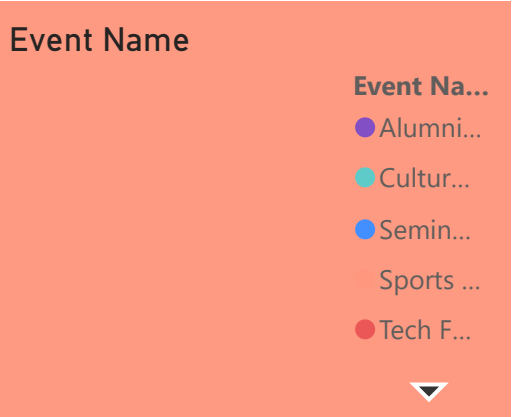 Event Name
Event Na...
Alumni...
Cultur...
Semin...
Sports ...
Tech F...